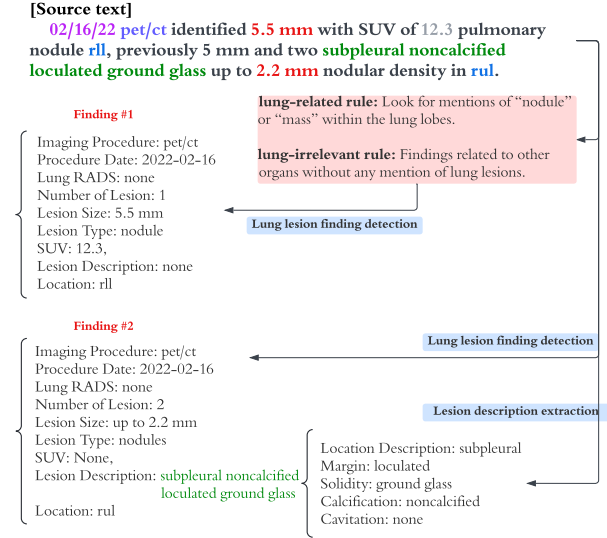 [Source text]
02/16/22 pet/ct identified 5.5 mm with SUV of 12.3 pulmonary
nodule rll, previously 5 mm and two subpleural noncalcified
loculated ground glass up to 2.2 mm nodular density in rul.
lung-related rule: Look for mentions of “nodule”
or “mass” within the lung lobes.
lung-irrelevant rule: Findings related to other
organs without any mention of lung lesions.
Lung lesion finding detection
Finding #1
Imaging Procedure: pet/ct
Procedure Date: 2022-02-16
Lung RADS: none
Number of Lesion: 1
Lesion Size: 5.5 mm
Lesion Type: nodule
SUV: 12.3,
Lesion Description: none
Location: rll
Finding #2
Lung lesion finding detection
Imaging Procedure: pet/ct
Procedure Date: 2022-02-16
Lung RADS: none
Number of Lesion: 2
Lesion Size: up to 2.2 mm
Lesion Type: nodules
SUV: None,
Lesion Description: subpleural noncalcified
loculated ground glass
Location: rul
Lesion description extraction
Location Description: subpleural
Margin: loculated
Solidity: ground glass
Calcification: noncalcified
Cavitation: none